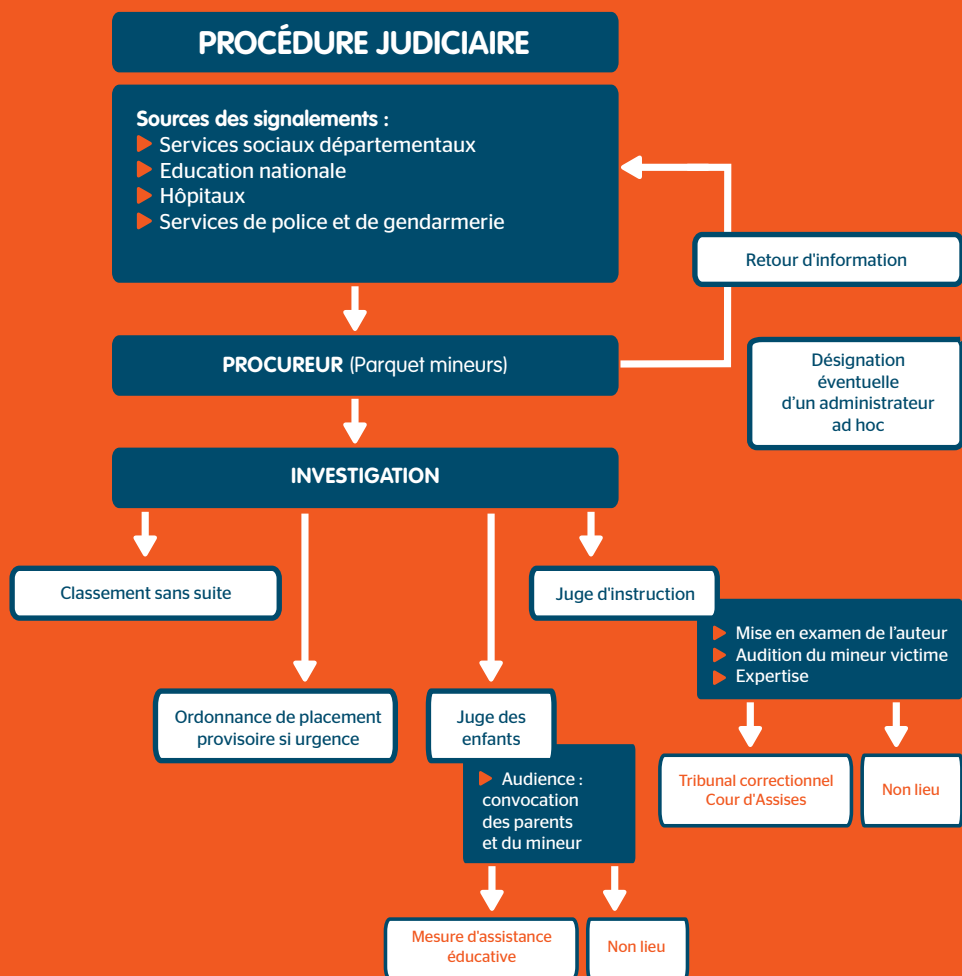 PROCÉDURE JUDICIAIRE
Sources des signalements :
Services sociaux départementaux
Education nationale
Hôpitaux
Services de police et de gendarmerie
Retour d'information
PROCUREUR (Parquet mineurs)
Désignation
éventuelle
d'un administrateur
ad hoc
INVESTIGATION
Classement sans suite
Juge d'instruction
Mise en examen de l'auteur
Audition du mineur victime
Expertise
Ordonnance de placement
provisoire si urgence
Juge des
enfants
Audience :
convocation
des parents
et du mineur
Tribunal correctionnel
Cour d'Assises
Non lieu
Mesure d'assistance
éducative
Non lieu